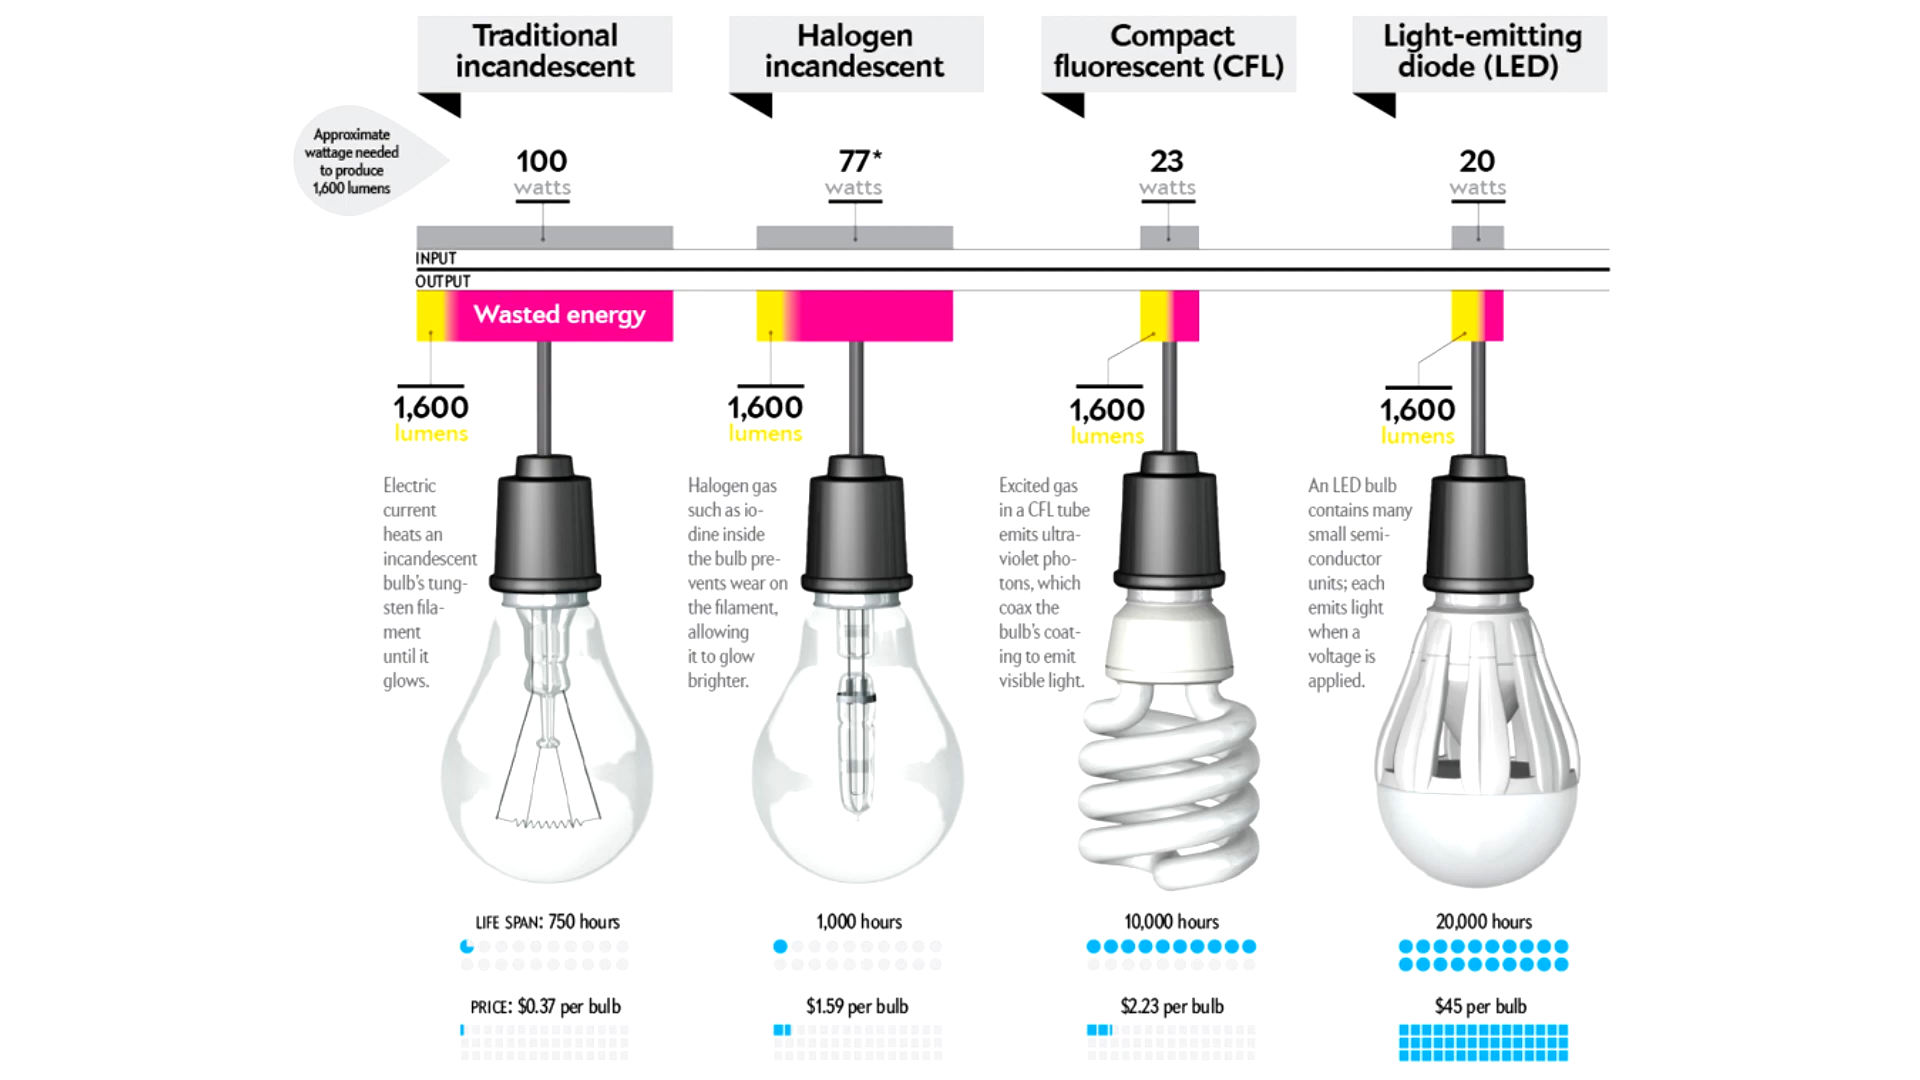 Traditional
incandescent
Halogen
incandescent
Compact
fluorescent (CFL)
Light-emitting
diode (LED)
Approximate
wattage needed
to produce
1,600 lumens
100
watts
77*
watts
23
watts
20
watts
INPUT
OUTPUT
Wasted energy
1,600
lumens
1,600
lumens
1,600
lumens
1,600
lumens
Electric
current
heats an
incandescent
bulb's tung-
sten fila-
ment
until it
glows.
Halogen gas
such as io-
dine inside
the bulb pre-
vents wear on
the filament,
allowing
it to glow
brighter.
Excited gas
in a CFL tube
emits ultra-
violet pho-
tons, which
coax the
bulb's coat-
ing to emit
visible light.
An LED bulb
contains many
small semi-
conductor
units; each
emits light
when a
voltage is
applied.
LIFE SPAN: 750 hours
1,000 hours
10,000 hours
20,000 hours
PRICE: $0.37 per bulb
$1.59 per bulb
$2.23 per bulb
$45 per bulb